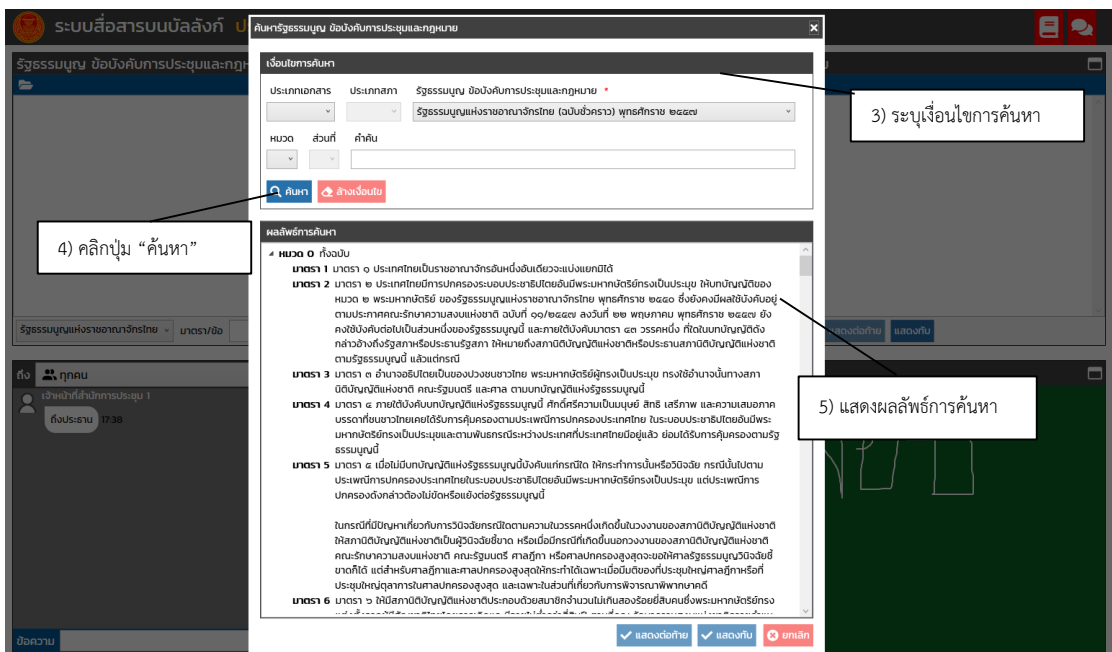 ระบบสื่อสารบนบัลลังก์
รัฐธรรมนูญ ข้อบังคับการประชุมและกฎ
ค้นหารัฐธรรมนูญ ข้อบังคับการประชุมและกฎหมาย
เงื่อนไขการค้นหา
ประเภทเอกสาร ประเภทสภา รัฐธรรมนูญ ข้อบังคับการประชุมและกฎหมาย *
รัฐธรรมนูญแห่งราชอาณาจักรไทย (ฉบับชั่วคราว) พุทธศักราช ๒๕๕๗
หมวด ส่วนที่ คำค้น
ค้นหา ล้างเงื่อนไข
3) ระบุเงื่อนไขการค้นหา
4) คลิกปุ่ม “ค้นหา”
ผลลัพธ์การค้นหา
หมวด 0 ทั้งฉบับ
มาตรา 1 มาตรา ๑ ประเทศไทยเป็นราชอาณาจักรอันหนึ่งอันเดียวจะแบ่งแยกมิได้
มาตรา 2 มาตรา ๒ ประเทศไทยมีการปกครองระบอบประชาธิปไตยอันมีพระมหากษัตริย์ทรงเป็นประมุข ให้บทบัญญัติของ
หมวด ๒ พระมหากษัตริย์ ของรัฐธรรมนูญแห่งราชอาณาจักรไทย พุทธศักราช ๒๕๕๐ ซึ่งยังคงมีผลใช้บังคับอยู่
ตามประกาศคณะรักษาความสงบแห่งชาติ ฉบับที่ ๑๑/๒๕๕๗ ลงวันที่ ๒๒ พฤษภาคม พุทธศักราช ๒๕๕๗ ยัง
คงใช้บังคับต่อไปเป็นส่วนหนึ่งของรัฐธรรมนูญนี้ และภายใต้บังคับมาตรา ๔๓ วรรคหนึ่ง ที่ใดในบทบัญญัติดัง
กล่าวอ้างถึงรัฐสภาหรือประธานรัฐสภา ให้หมายถึงสภานิติบัญญัติแห่งชาติหรือประธานสภานิติบัญญัติแห่งชาติ
ตามรัฐธรรมนูญนี้ แล้วแต่กรณี
มาตรา 3 มาตรา ๓ อำนาจอธิปไตยเป็นของปวงชนชาวไทย พระมหากษัตริย์ผู้ทรงเป็นประมุข ทรงใช้อำนาจนั้นทางสภา
นิติบัญญัติแห่งชาติ คณะรัฐมนตรี และศาล ตามบทบัญญัติแห่งรัฐธรรมนูญนี้
มาตรา 4 มาตรา ๔ ภายใต้บังคับบทบัญญัติแห่งรัฐธรรมนูญนี้ ศักดิ์ศรีความเป็นมนุษย์ สิทธิ เสรีภาพ และความเสมอภาค
บรรดาที่ชนชาวไทยเคยได้รับการคุ้มครองตามประเพณีการปกครองประเทศไทย ในระบอบประชาธิปไตยอันมีพระ
มหากษัตริย์ทรงเป็นประมุขและตามพันธกรณีระหว่างประเทศที่ประเทศไทยมีอยู่แล้ว ย่อมได้รับการคุ้มครองตามรัฐ
ธรรมนูญนี้
มาตรา 5 มาตรา ๕ เมื่อไม่มีบทบัญญัติแห่งรัฐธรรมนูญนี้บังคับแก่กรณีใด ให้กระทำการนั้นหรือวินิจฉัย กรณีนั้นไปตาม
ประเพณีการปกครองประเทศไทยในระบอบประชาธิปไตยอันมีพระมหากษัตริย์ทรงเป็นประมุข แต่ประเพณีการ
ปกครองดังกล่าวต้องไม่ขัดหรือแย้งต่อรัฐธรรมนูญนี้
ในกรณีที่มีปัญหาเกี่ยวกับการวินิจฉัยกรณีใดตามความในวรรคหนึ่งเกิดขึ้นในวงงานของสภานิติบัญญัติแห่งชาติ
ให้สภานิติบัญญัติแห่งชาติเป็นผู้วินิจฉัยชี้ขาด หรือเมื่อมีกรณีที่เกิดขึ้นนอกวงงานของสภานิติบัญญัติแห่งชาติ
คณะรักษาความสงบแห่งชาติ คณะรัฐมนตรี ศาลฎีกา หรือศาลปกครองสูงสุดจะขอให้ศาลรัฐธรรมนูญวินิจฉัยชี้
ขาดก็ได้ แต่สำหรับศาลฎีกาและศาลปกครองสูงสุดให้กระทำได้เฉพาะเมื่อมีมติของที่ประชุมใหญ่ศาลฎีกาหรือที่
ประชุมใหญ่ตุลาการในศาลปกครองสูงสุด และเฉพาะในส่วนที่เกี่ยวกับการพิจารณาพิพากษาคดี
มาตรา 6 มาตรา ๖ ให้มีสภานิติบัญญัติแห่งชาติประกอบด้วยสมาชิกจำนวนไม่เกินสองร้อยยี่สิบคนซึ่งพระมหากษัตริย์ทรง
5) แสดงผลลัพธ์การค้นหา
รัฐธรรมนูญแห่งราชอาณาจักรไทย มาตรา/ข้อ
แสดงต่อท้าย แสดงทับ
ถึง ทุกคน
เจ้าหน้าที่สำนักการประชุม 1
ถึงประธาน 17:38
ข้อความ
แสดงต่อท้าย แสดงทับ ยกเลิก